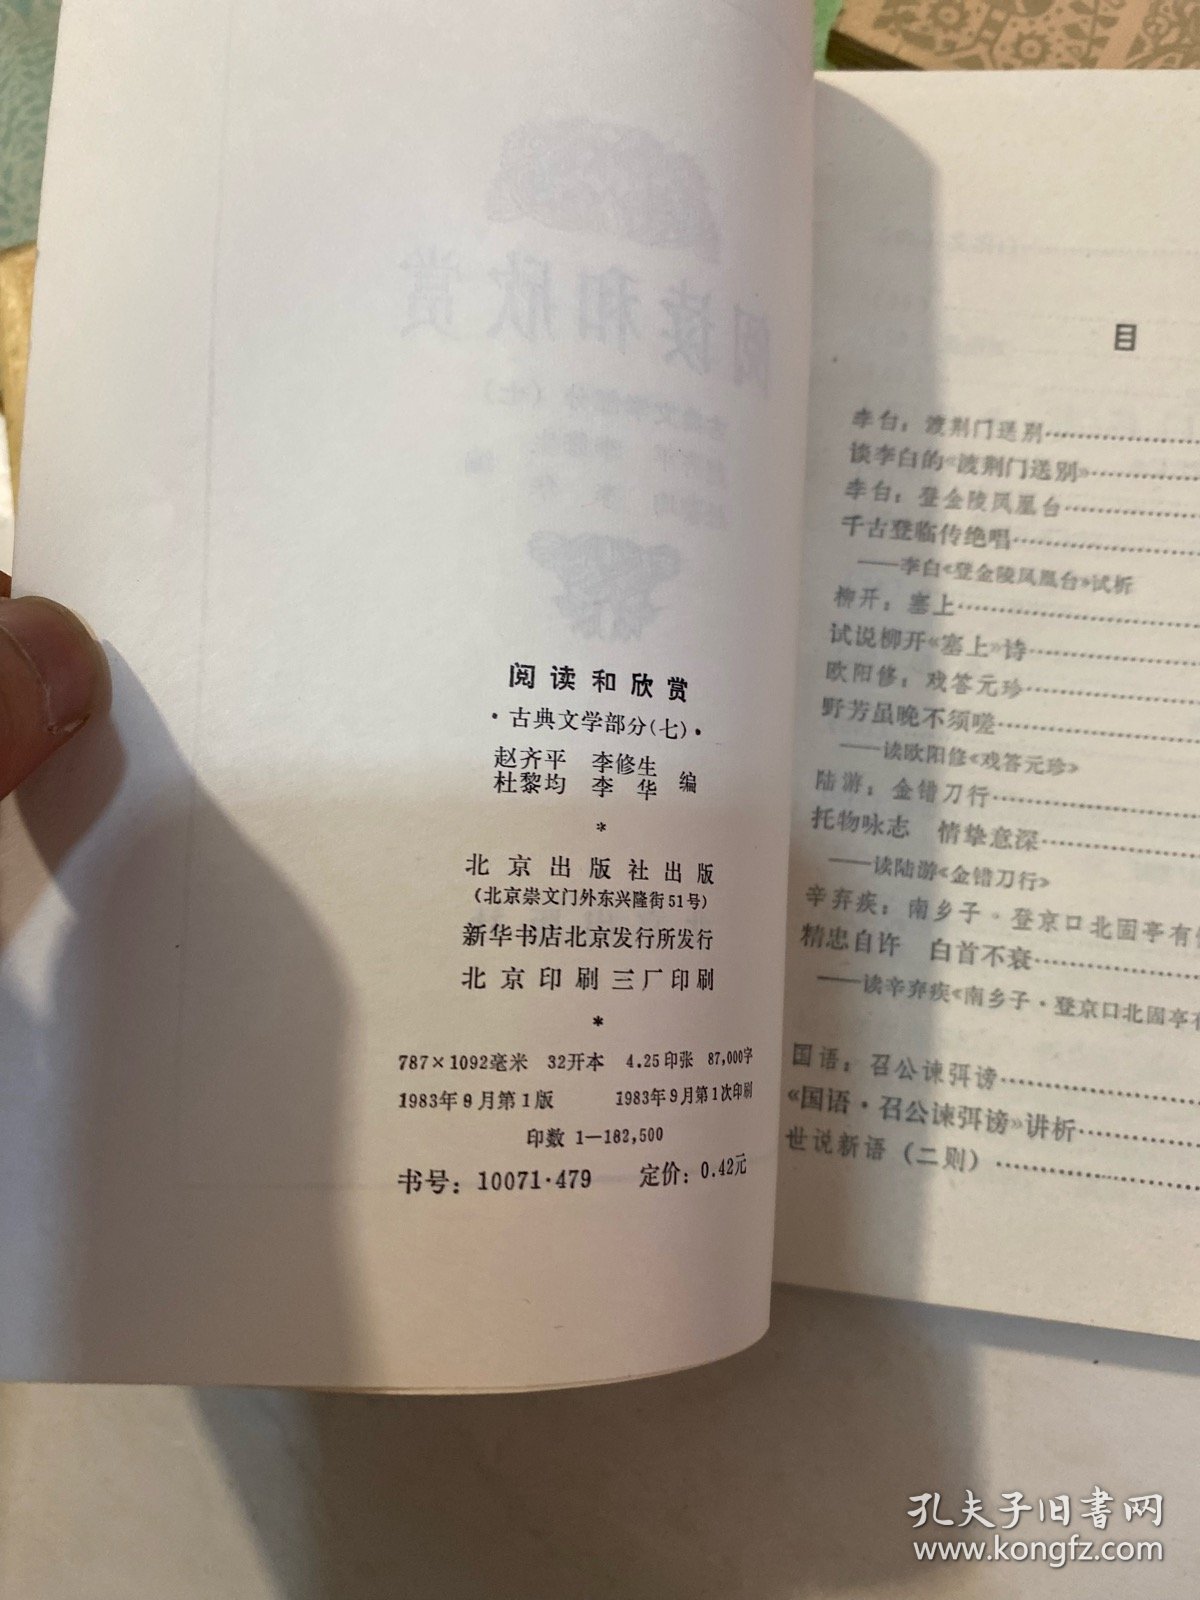 阅读和欣赏
·古典文学部分(七)·
赵齐平 李修生
杜黎均 李 华 编
*
北京出版社出版
(北京崇文门外东兴隆街51号)
新华书店北京发行所发行
北京印刷三厂印刷
*
787×1092毫米 32开本 4.25印张 87,000字
1983年9月第1版 1983年9月第1次印刷
印数 1—182,500
书号: 10071·479 定价: 0.42元
目
李白: 渡荆门送别
谈李白的《渡荆门送别》
李白: 登金陵凤凰台
千古登临传绝唱
——李白《登金陵凤凰台》试析
柳开: 塞上
试说柳开《塞上》诗
欧阳修: 戏答元珍
野芳虽晚不须嗟
——读欧阳修《戏答元珍》
陆游: 金错刀行
托物咏志 情挚意深
——读陆游《金错刀行》
辛弃疾: 南乡子·登京口北固亭有
精忠自许 白首不衰
——读辛弃疾《南乡子·登京口北固亭有
国语: 召公谏弭谤
《国语·召公谏弭谤》讲析
世说新语 (二则)
孔夫子旧书网
www.kongfz.com